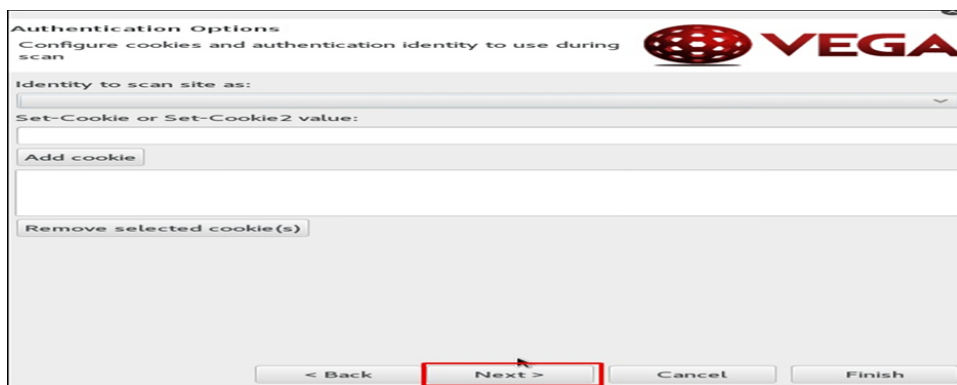 Authentication Options
Configure cookies and authentication identity to use during
scan
VEGA
Identity to scan site as:
Set-Cookie or Set-Cookie2 value:
Add cookie
Remove selected cookie(s)
< Back
Next >
Cancel
Finish